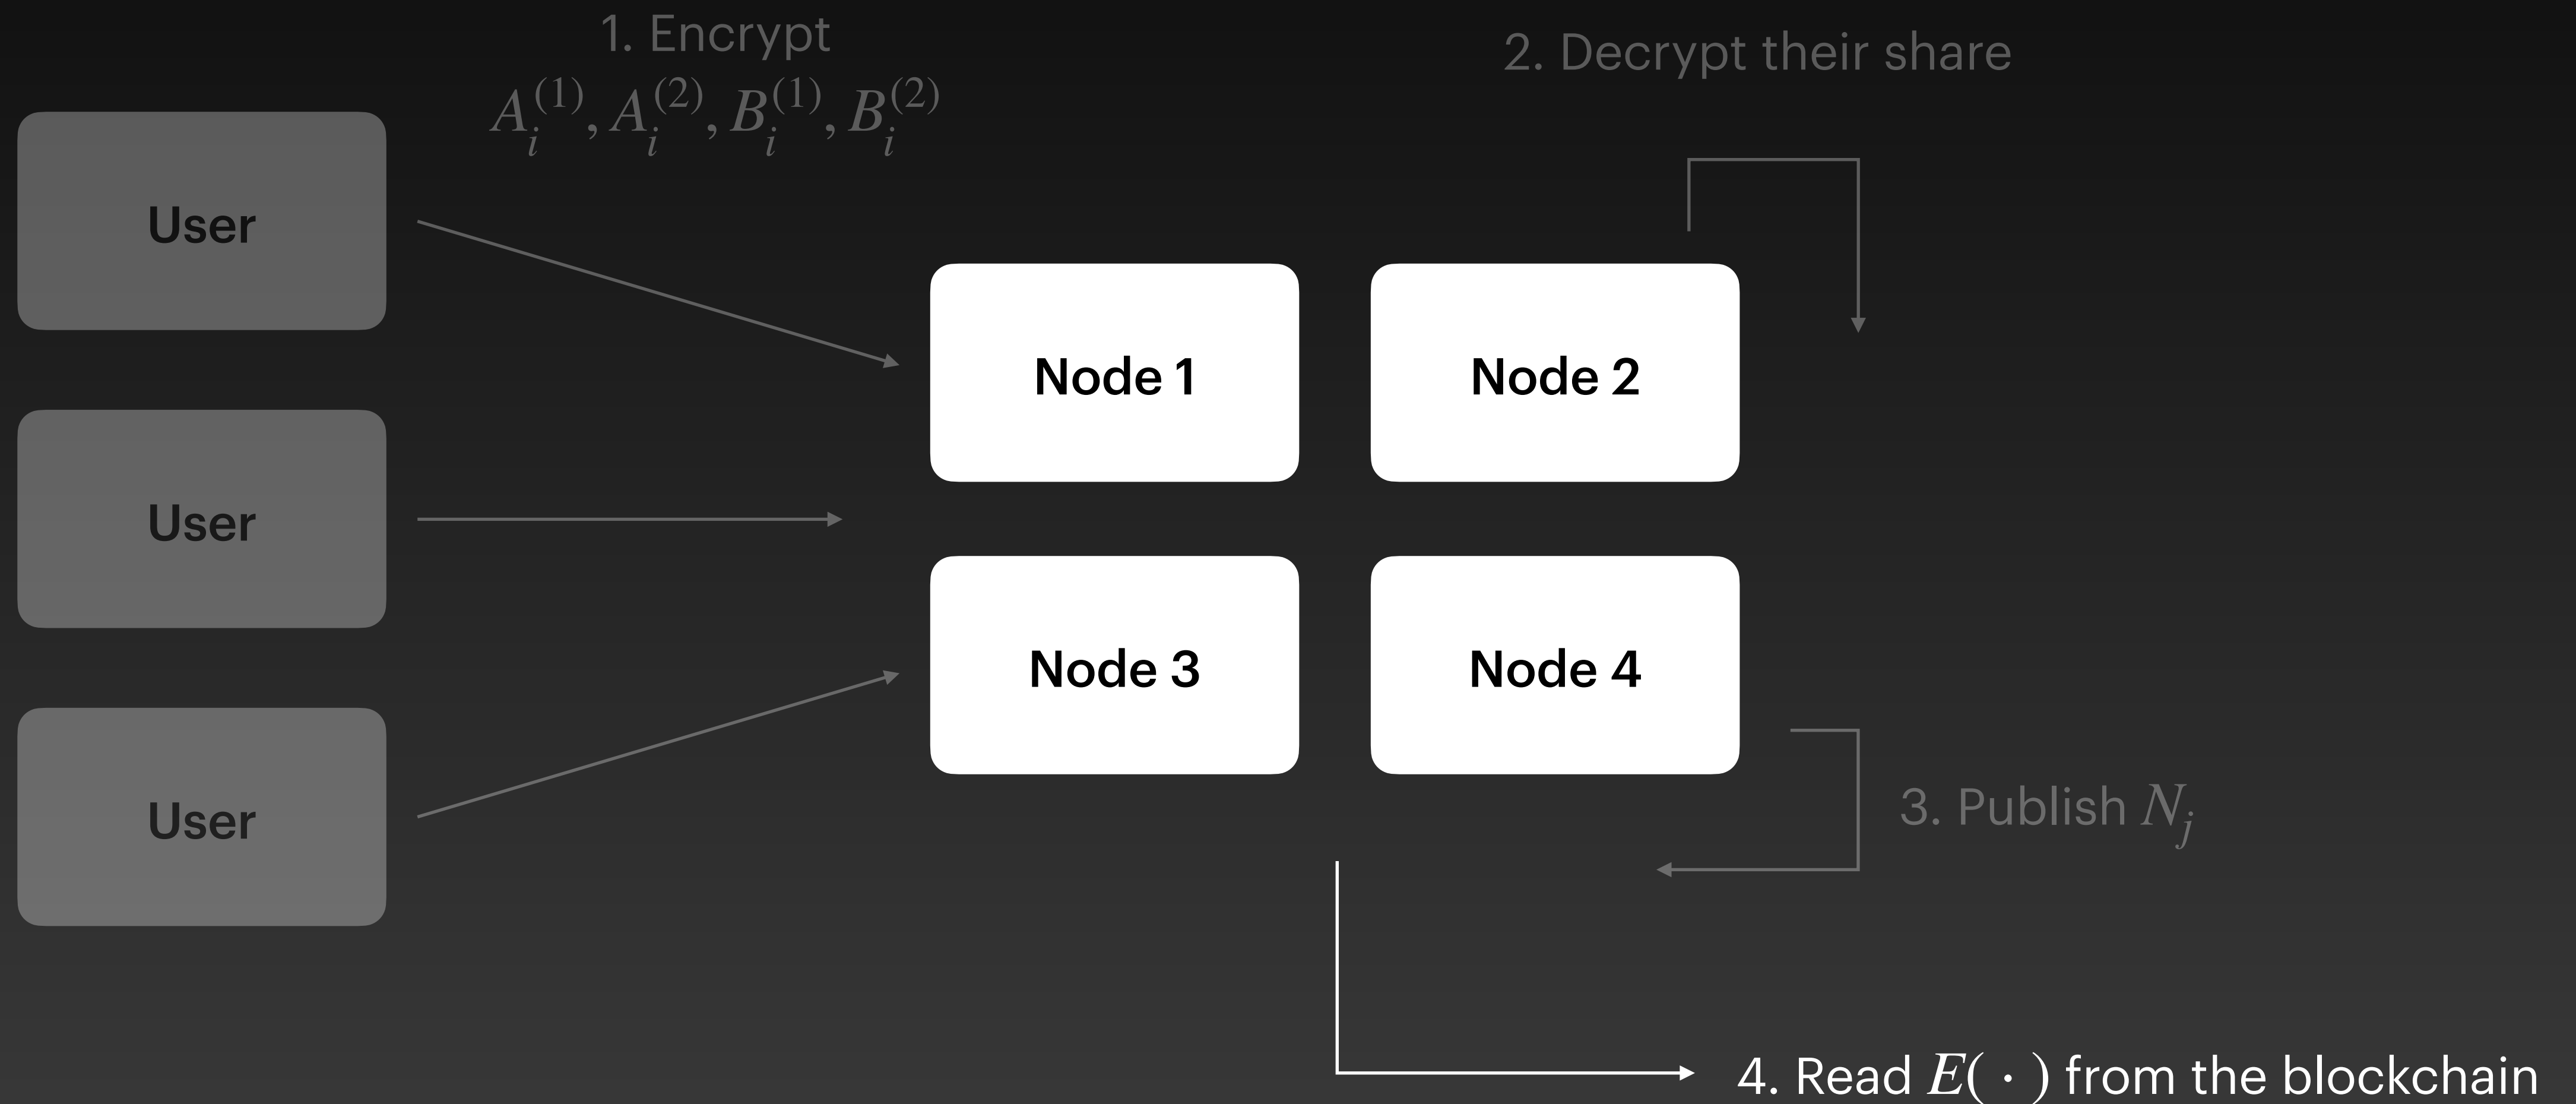 1. Encrypt
A_i^(1), A_i^(2), B_i^(1), B_i^(2)
2. Decrypt their share
User
User
User
Node 1
Node 2
Node 3
Node 4
3. Publish N_j
4. Read E( · ) from the blockchain